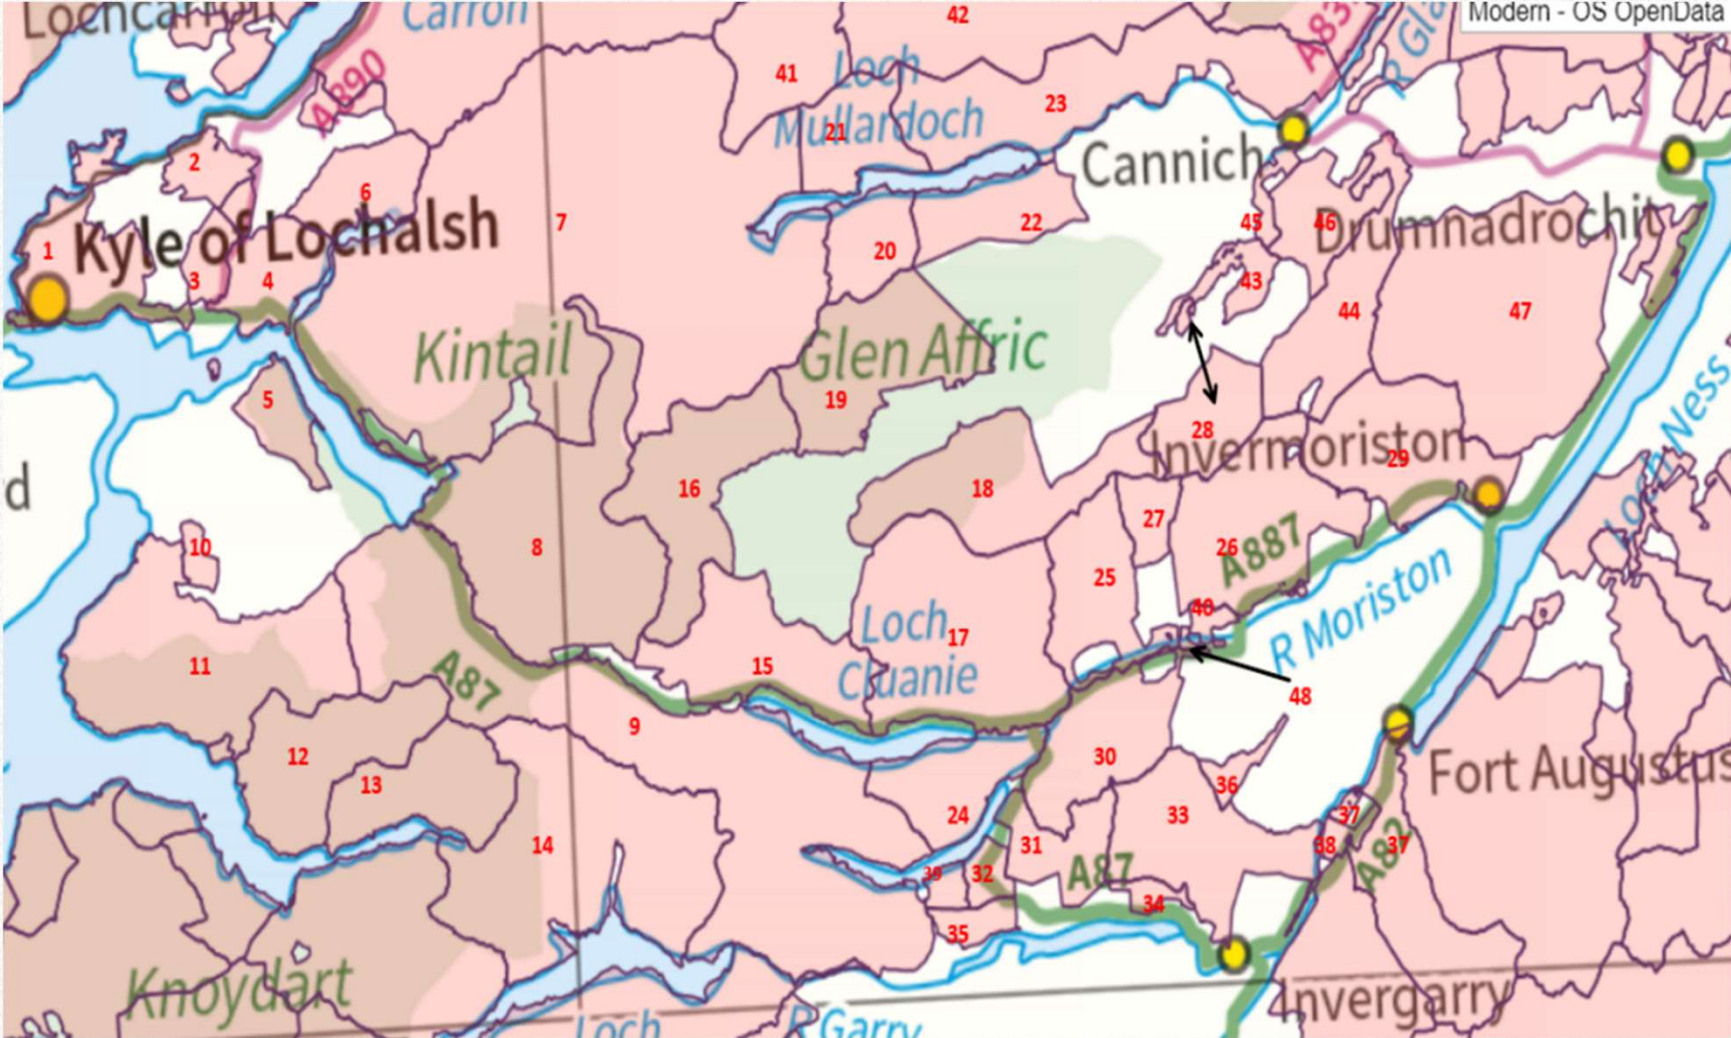 Lochcarron
Carron
42
Modern - OS OpenData
A83
R Gla
41
Loch
Mullardoch
A890
23
21
2
Cannich
6
Kyle of Lochalsh
1
7
22
20
45
46
Drumnadrochit
3
4
43
44
47
Kintail
Glen Affric
5
19
28
Invermoriston
29
d
16
18
27
Loch Ness
10
8
26
A887
25
40
R Moriston
Loch
Cluanie
17
11
15
A87
48
9
12
13
30
36
Fort Augustus
24
33
37
14
31
38
37
A82
39
32
A87
34
35
Knoydart
Invergarry
Loch
R Garry